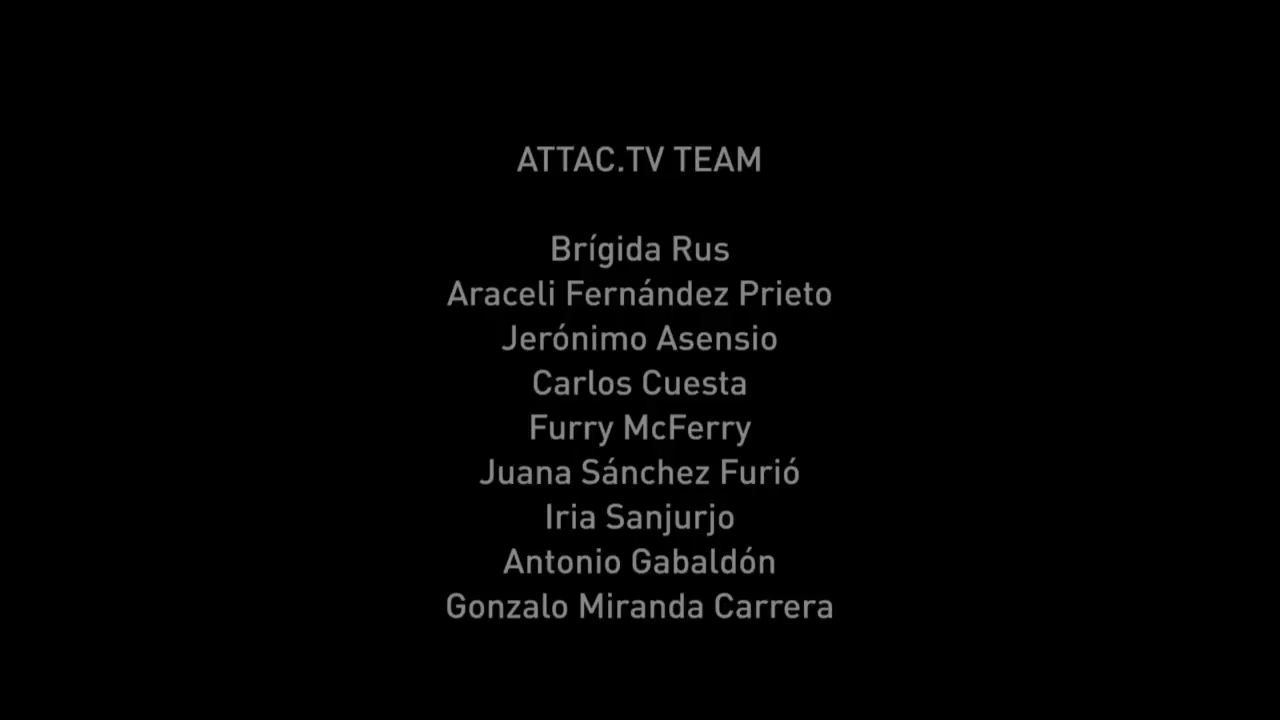 ATTAC.TV TEAM
Brígida Rus
Araceli Fernández Prieto
Jerónimo Asensio
Carlos Cuesta
Furry McFerry
Juana Sánchez Furió
Iria Sanjurjo
Antonio Gabaldón
Gonzalo Miranda Carrera